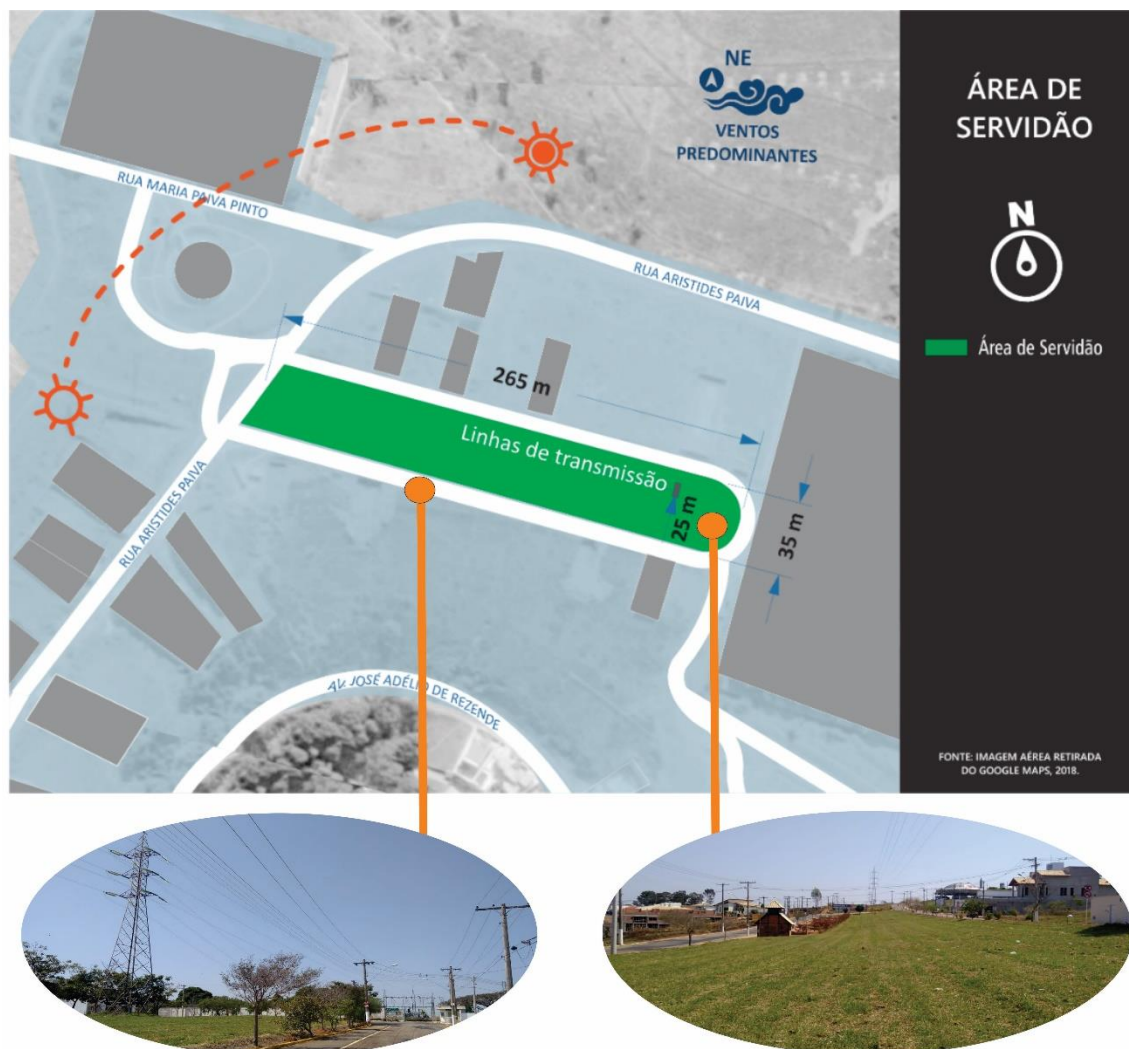 NE
VENTOS
PREDOMINANTES
ÁREA DE
SERVIDÃO
N
Área de Servidão
RUA MARIA PAIVA PINTO
RUA ARISTIDES PAIVA
265 m
Linhas de transmissão
25 m
35 m
RUA ARISTIDES PAIVA
AV. JOSÉ ADÉLIO DE REZENDE
FONTE: IMAGEM AÉREA RETIRADA
DO GOOGLE MAPS, 2018.